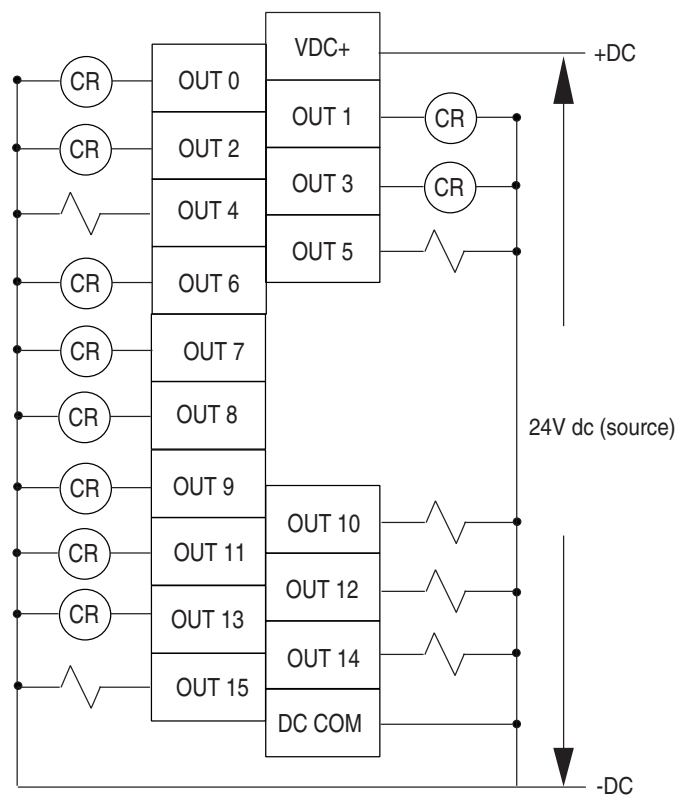 VDC+
+DC
CR OUT 0
OUT 1 CR
CR OUT 2
OUT 3 CR
OUT 4
OUT 5
CR OUT 6
CR OUT 7
CR OUT 8
24V dc (source)
CR OUT 9
OUT 10
CR OUT 11
OUT 12
CR OUT 13
OUT 14
OUT 15
DC COM
-DC